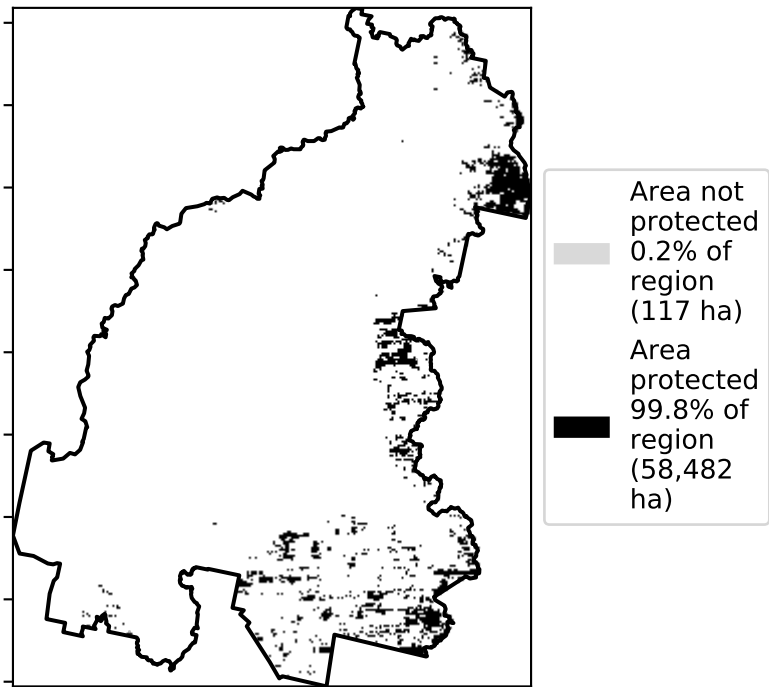 Area not
protected
0.2% of
region
(117 ha)
Area
protected
99.8% of
region
(58,482
ha)